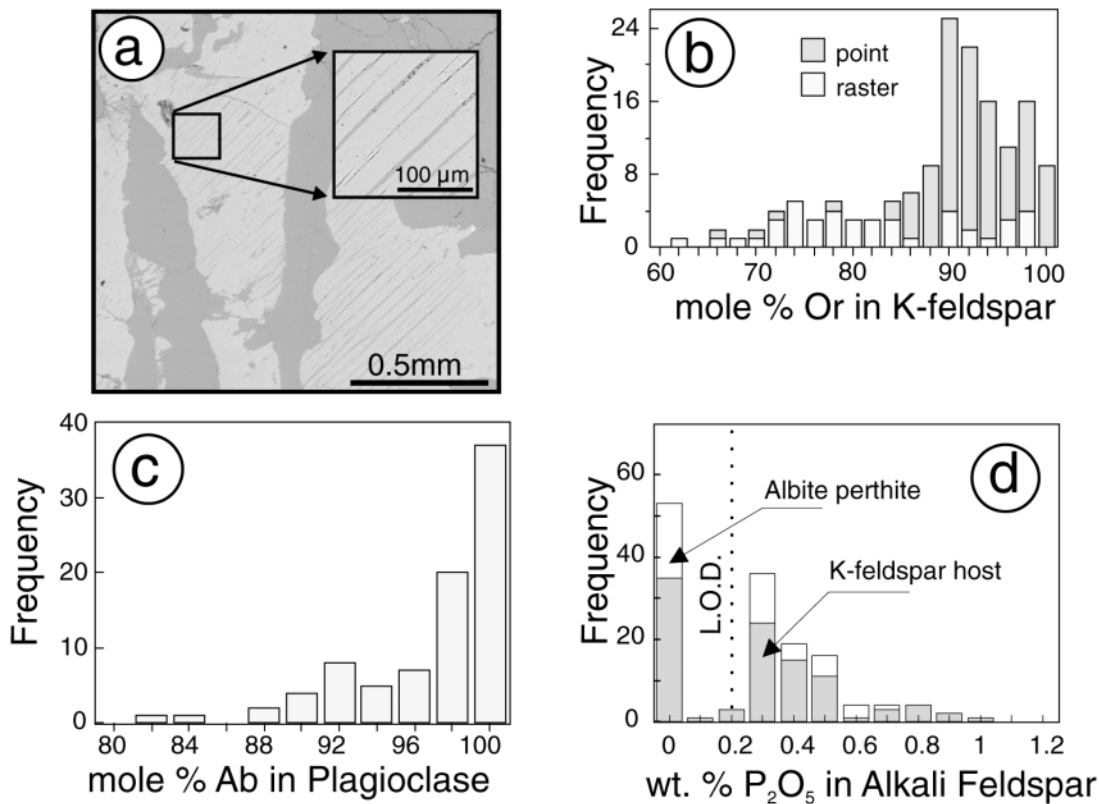 a
100 µm
0.5mm
b
point
raster
24
16
8
0
Frequency
60 70 80 90 100
mole % Or in K-feldspar
c
40
30
20
10
0
Frequency
80 84 88 92 96 100
mole % Ab in Plagioclase
d
60
40
20
0
Frequency
Albite perthite
L.O.D.
K-feldspar host
0 0.2 0.4 0.6 0.8 1 1.2
wt. % P₂O₅ in Alkali Feldspar